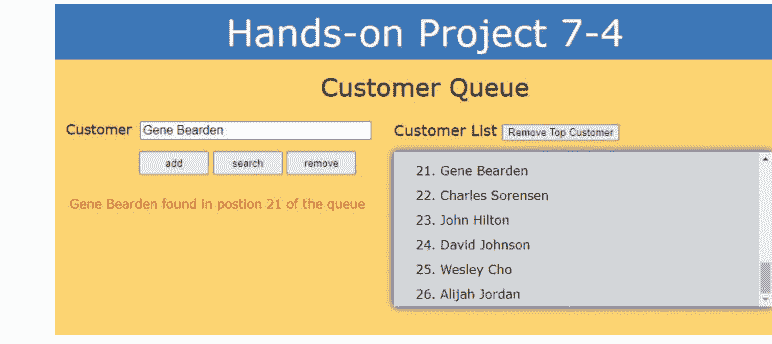 Hands-on Project 7-4
Customer Queue
Customer Gene Bearden
add search remove
Gene Bearden found in postion 21 of the queue
Customer List Remove Top Customer
21. Gene Bearden
22. Charles Sorensen
23. John Hilton
24. David Johnson
25. Wesley Cho
26. Alijah Jordan